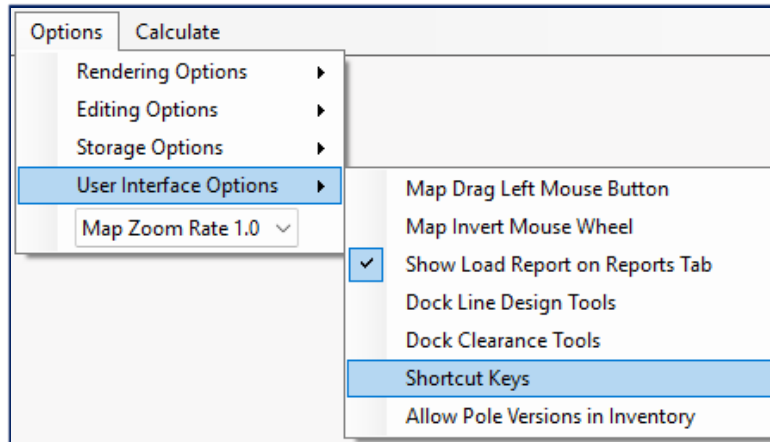 Options Calculate
Rendering Options
Editing Options
Storage Options
User Interface Options
Map Zoom Rate 1.0
Map Drag Left Mouse Button
Map Invert Mouse Wheel
Show Load Report on Reports Tab
Dock Line Design Tools
Dock Clearance Tools
Shortcut Keys
Allow Pole Versions in Inventory